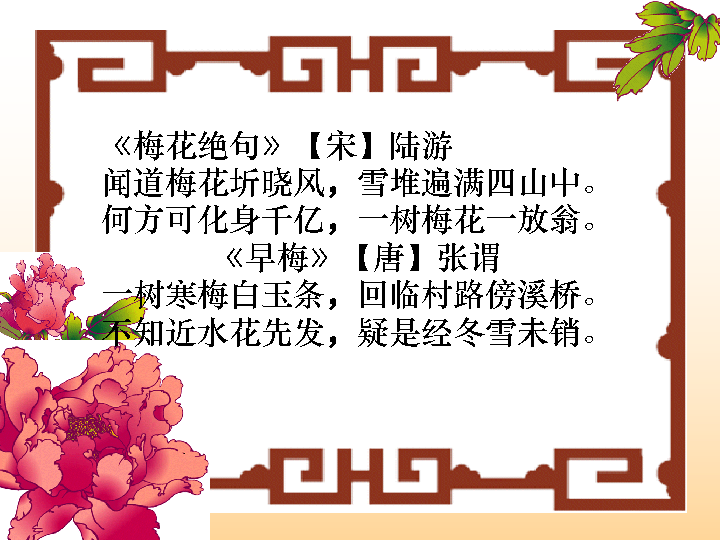 《梅花绝句》【宋】陆游
闻道梅花坼晓风，雪堆遍满四山中。
何方可化身千亿，一树梅花一放翁。
《早梅》【唐】张谓
一树寒梅白玉条，回临村路傍溪桥。
不知近水花先发，疑是经冬雪未销。